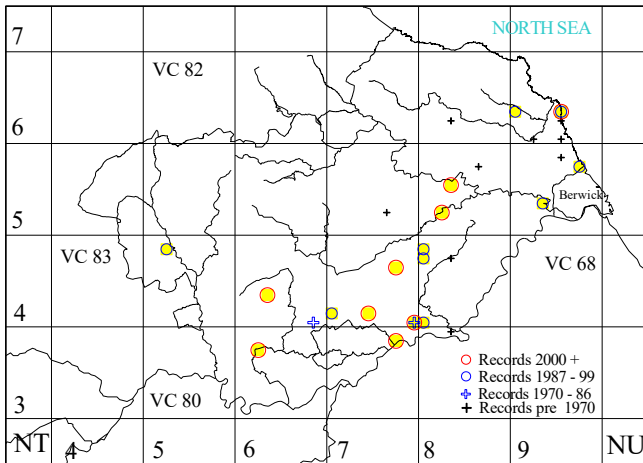 NORTH SEA
7
VC 82
6
Berwick
5
VC 83
VC 68
4
Records 2000 +
Records 1987 - 99
Records 1970 - 86
Records pre 1970
VC 80
3
NT 4 5 6 7 8 9 NU